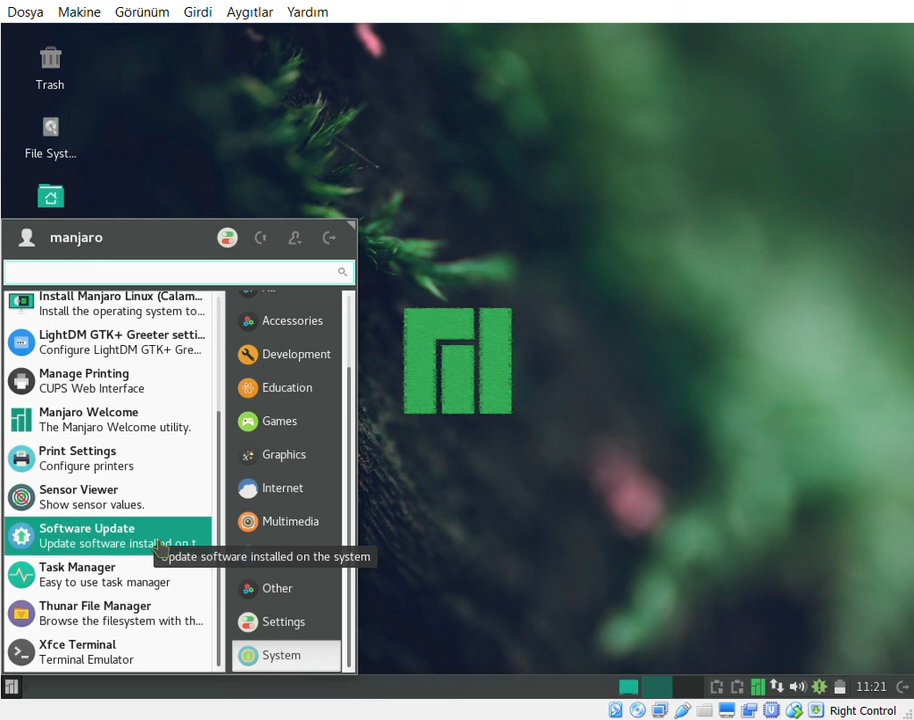 Dosya Makine Görünüm Girdi Aygıtlar Yardım
Trash
File Syst...
manjaro
Install Manjaro Linux (Calam...
Install the operating system to...
LightDM GTK+ Greeter setti...
Configure LightDM GTK+ Gre...
Manage Printing
CUPS Web Interface
Manjaro Welcome
The Manjaro Welcome utility.
Print Settings
Configure printers
Sensor Viewer
Show sensor values.
Software Update
Update software installed on t
Update software installed on the system
Task Manager
Easy to use task manager
Thunar File Manager
Browse the filesystem with th...
Xfce Terminal
Terminal Emulator
Accessories
Development
Education
Games
Graphics
Internet
Multimedia
Other
Settings
System
11:21
Right Control